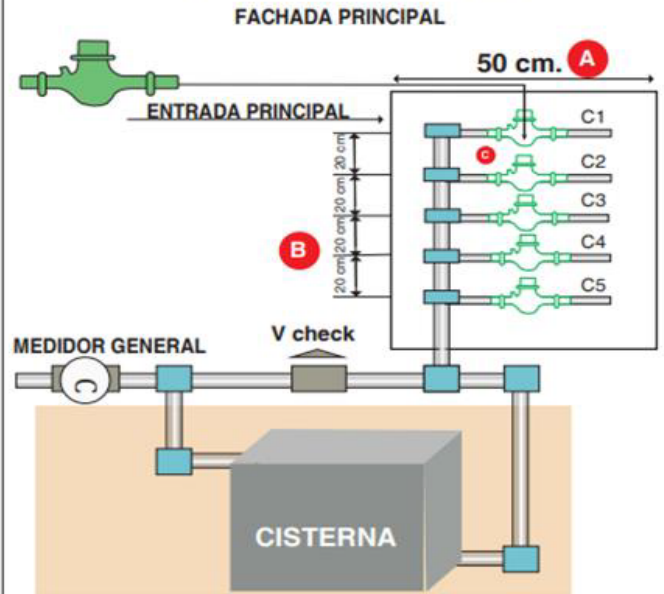 FACHADA PRINCIPAL
50 cm. A
ENTRADA PRINCIPAL
C1
C
C2
C3
C4
C5
20 cm
20 cm
20 cm
20 cm
B
V check
MEDIDOR GENERAL
C
CISTERNA